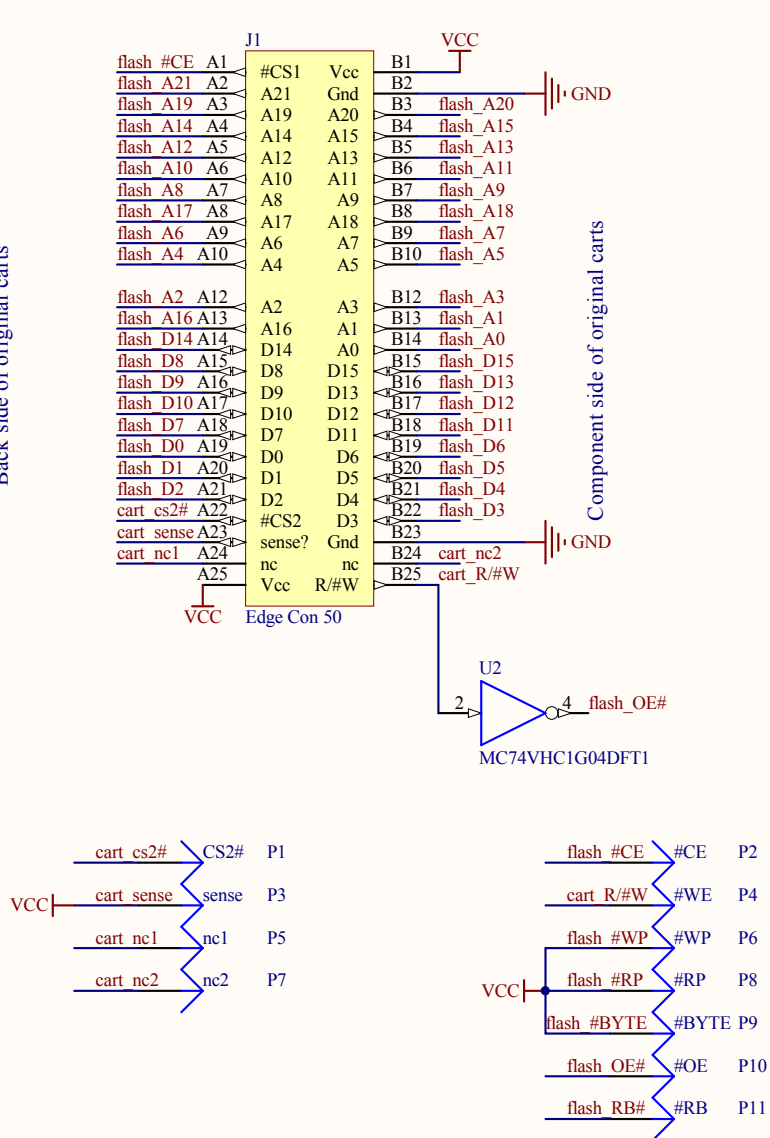 J1
VCC
flash_#CE A1 #CS1 Vcc B1
flash_A21 A2 A21 Gnd B2 GND
flash_A19 A3 A19 A20 B3 flash_A20
flash_A14 A4 A14 A15 B4 flash_A15
flash_A12 A5 A12 A13 B5 flash_A13
flash_A10 A6 A10 A11 B6 flash_A11
flash_A8 A7 A8 A9 B7 flash_A9
flash_A17 A8 A17 A18 B8 flash_A18
flash_A6 A9 A6 A7 B9 flash_A7
flash_A4 A10 A4 A5 B10 flash_A5
flash_A2 A12 A2 A3 B12 flash_A3
flash_A16 A13 A16 A1 B13 flash_A1
flash_D14 A14 D14 A0 B14 flash_A0
flash_D8 A15 D8 D15 B15 flash_D15
flash_D9 A16 D9 D13 B16 flash_D13
flash_D10 A17 D10 D12 B17 flash_D12
flash_D7 A18 D7 D11 B18 flash_D11
flash_D0 A19 D0 D6 B19 flash_D6
flash_D1 A20 D1 D5 B20 flash_D5
flash_D2 A21 D2 D4 B21 flash_D4
cart_cs2# A22 #CS2 D3 B22 flash_D3
cart_sense A23 sense? Gnd B23 GND
cart_nc1 A24 nc nc B24 cart_nc2
A25 Vcc R/#W B25 cart_R/#W
VCC
Edge Con 50
Back side of original carts
Component side of original carts
U2
2 4 flash_OE#
MC74VHC1G04DFT1
cart_cs2# CS2# P1
VCC cart_sense sense P3
cart_nc1 nc1 P5
cart_nc2 nc2 P7
flash_#CE #CE P2
cart_R/#W #WE P4
flash_#WP #WP P6
VCC flash_#RP #RP P8
flash_#BYTE #BYTE P9
flash_OE# #OE P10
flash_RB# #RB P11